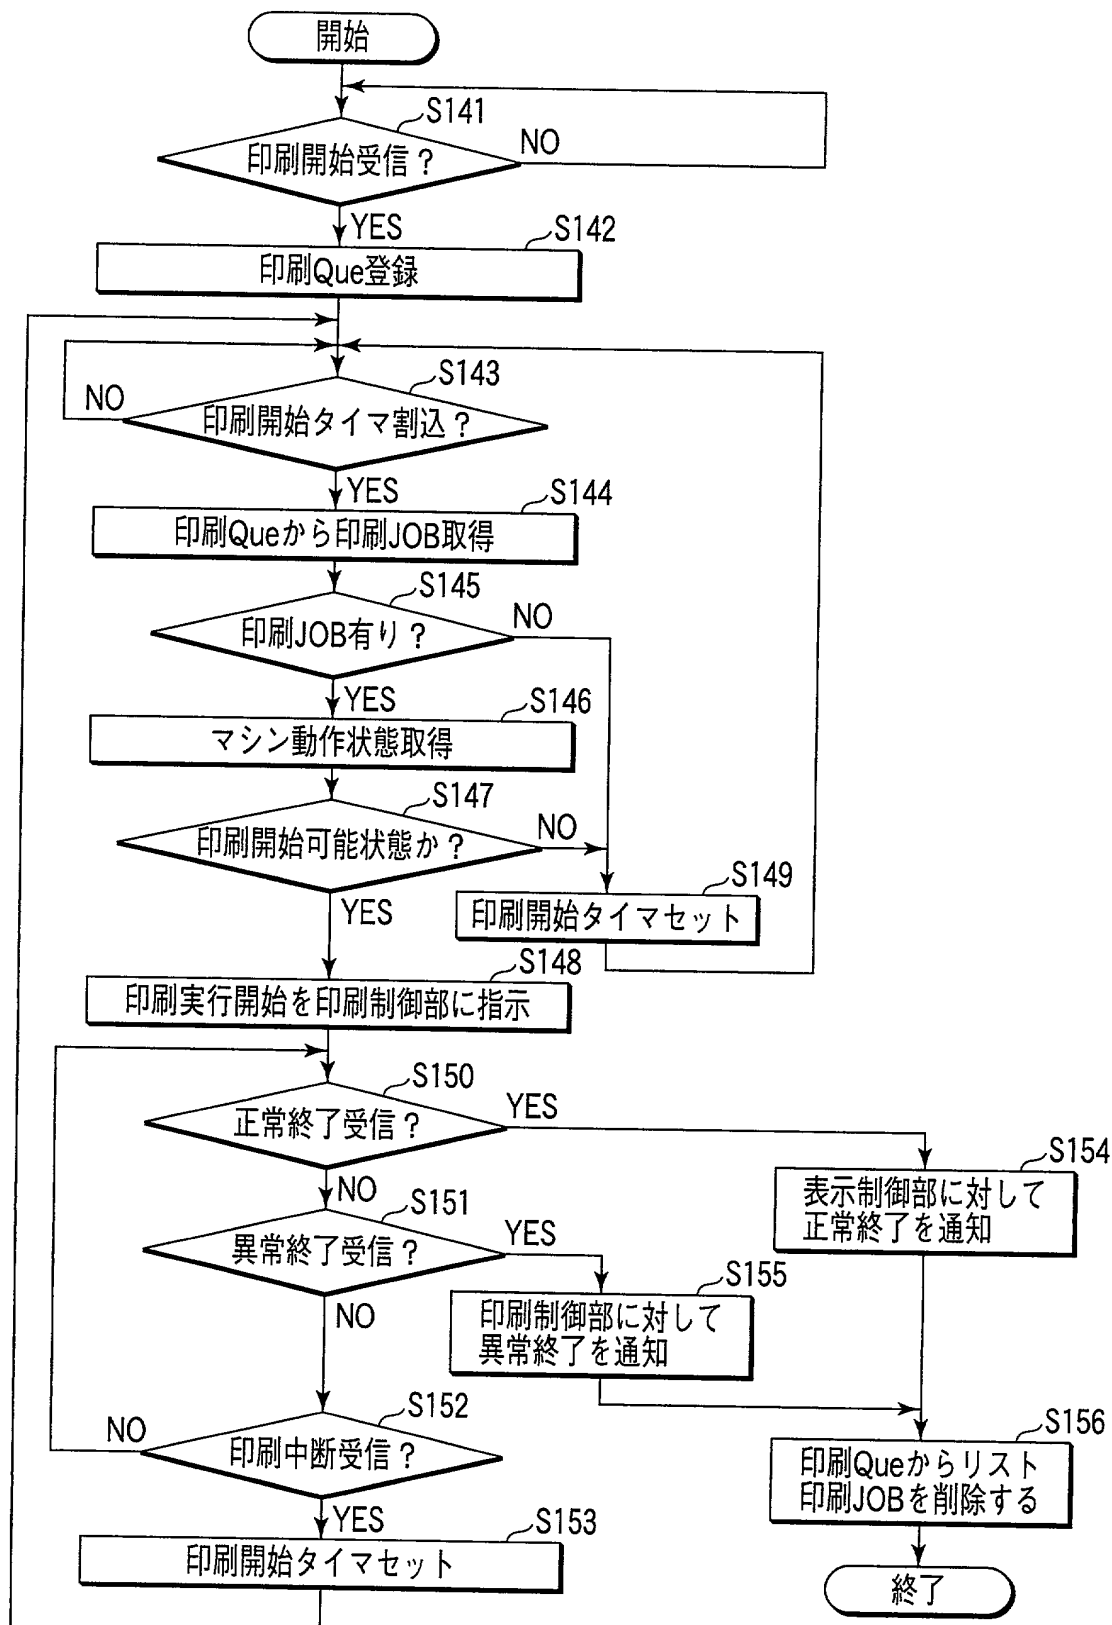 開始
S141
印刷開始受信?
NO
YES
S142
印刷Que登録
S143
NO
印刷開始タイマ割込?
YES
S144
印刷Queから印刷JOB取得
S145
印刷JOB有り?
NO
YES
S146
マシン動作状態取得
S147
印刷開始可能状態か?
NO
YES
S149
印刷開始タイマセット
S148
印刷実行開始を印刷制御部に指示
S150
正常終了受信?
YES
NO
S154
表示制御部に対して
正常終了を通知
S151
異常終了受信?
YES
NO
S155
印刷制御部に対して
異常終了を通知
S152
NO
印刷中断受信?
YES
S156
印刷Queからリスト
印刷JOBを削除する
S153
印刷開始タイマセット
終了